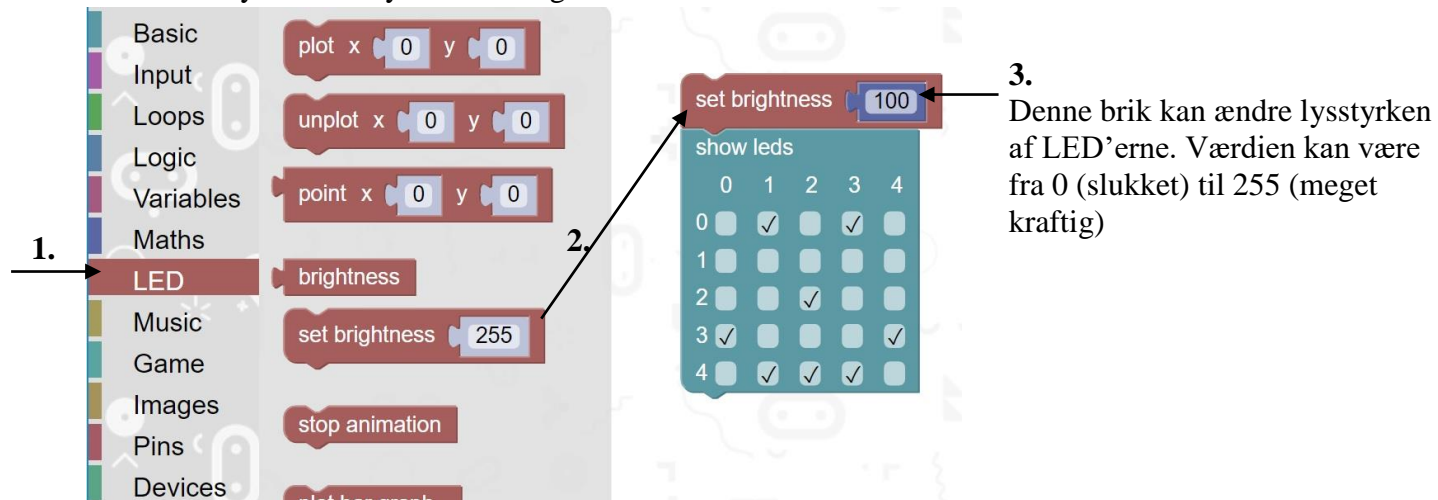 Basic
Input
Loops
Logic
Variables
Maths
1.
LED
Music
Game
Images
Pins
Devices
plot x 0 y 0
unplot x 0 y 0
point x 0 y 0
2.
brightness
set brightness 255
stop animation
set brightness 100
show leds
0 1 2 3 4
0 ✓ ✓
1
2 ✓
3 ✓ ✓
4 ✓ ✓ ✓
3.
Denne brik kan ændre lysstyrken
af LED’erne. Værdien kan være
fra 0 (slukket) til 255 (meget
kraftig)